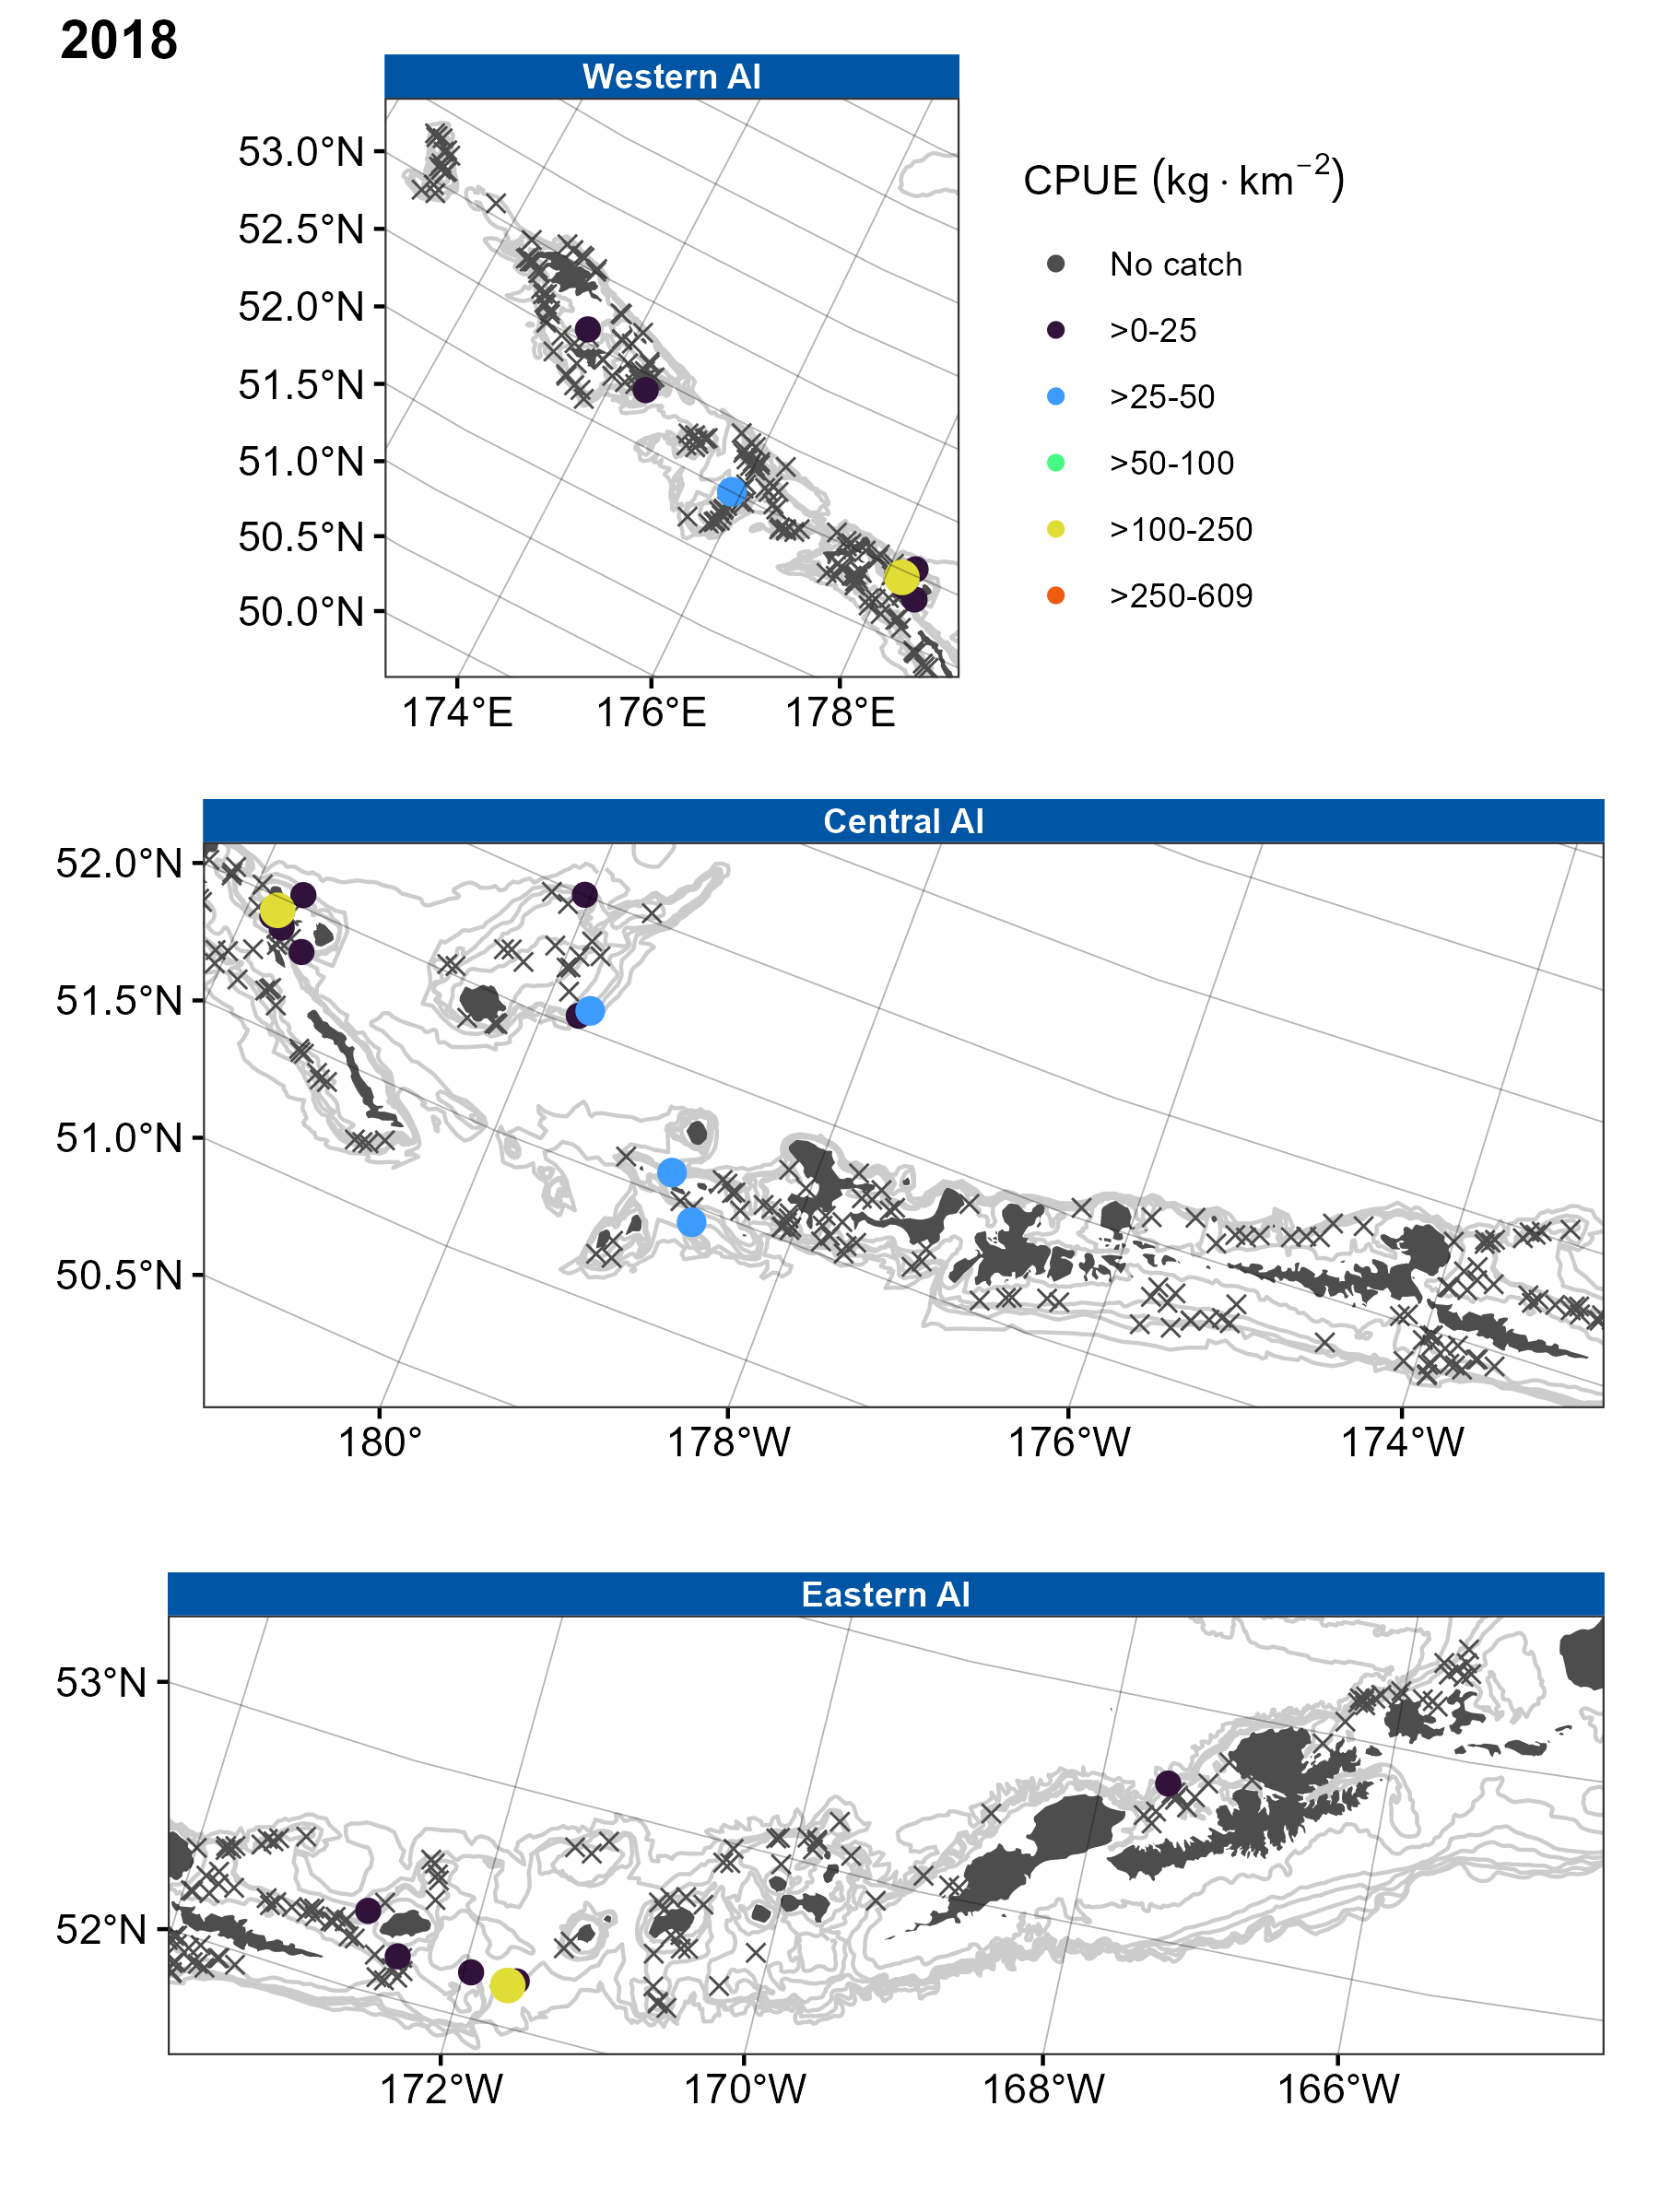 2018
Western AI
53.0°N
52.5°N
52.0°N
51.5°N
51.0°N
50.5°N
50.0°N
174°E 176°E 178°E
CPUE (kg · km⁻²)
No catch
>0-25
>25-50
>50-100
>100-250
>250-609
Central AI
52.0°N
51.5°N
51.0°N
50.5°N
180° 178°W 176°W 174°W
Eastern AI
53°N
52°N
172°W 170°W 168°W 166°W